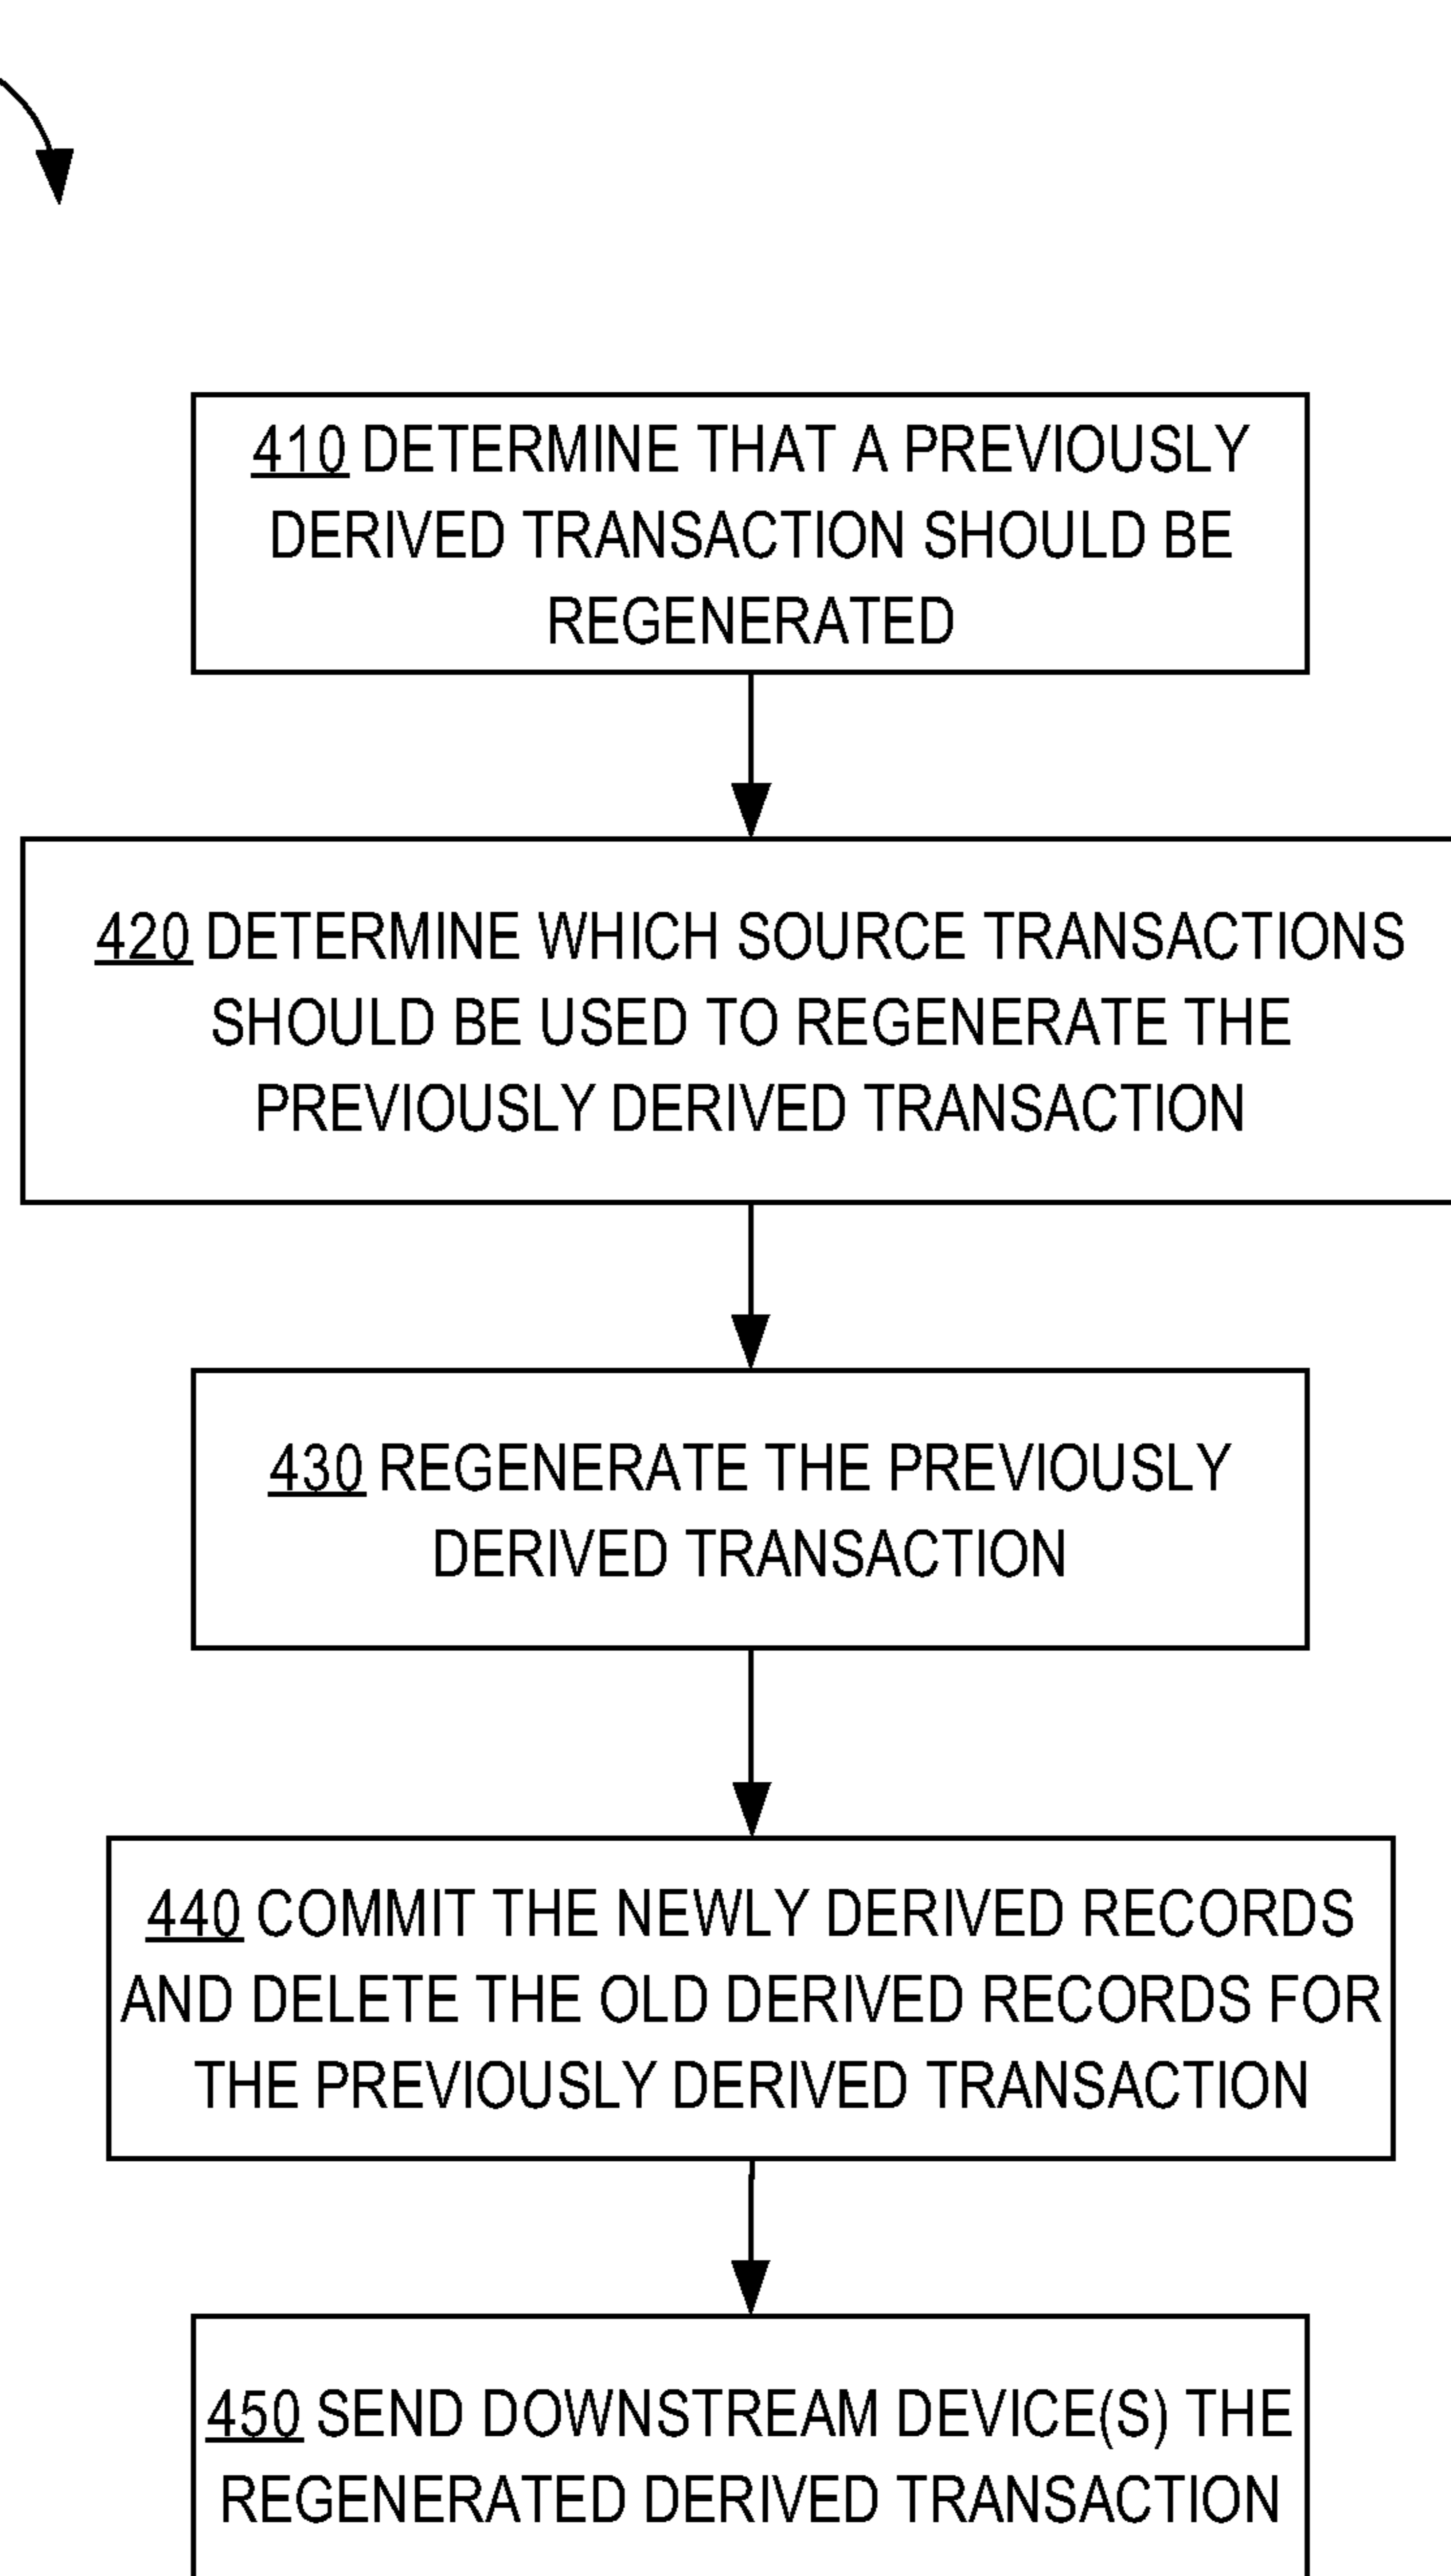 410 DETERMINE THAT A PREVIOUSLY
DERIVED TRANSACTION SHOULD BE
REGENERATED
420 DETERMINE WHICH SOURCE TRANSACTIONS
SHOULD BE USED TO REGENERATE THE
PREVIOUSLY DERIVED TRANSACTION
430 REGENERATE THE PREVIOUSLY
DERIVED TRANSACTION
440 COMMIT THE NEWLY DERIVED RECORDS
AND DELETE THE OLD DERIVED RECORDS FOR
THE PREVIOUSLY DERIVED TRANSACTION
450 SEND DOWNSTREAM DEVICE(S) THE
REGENERATED DERIVED TRANSACTION